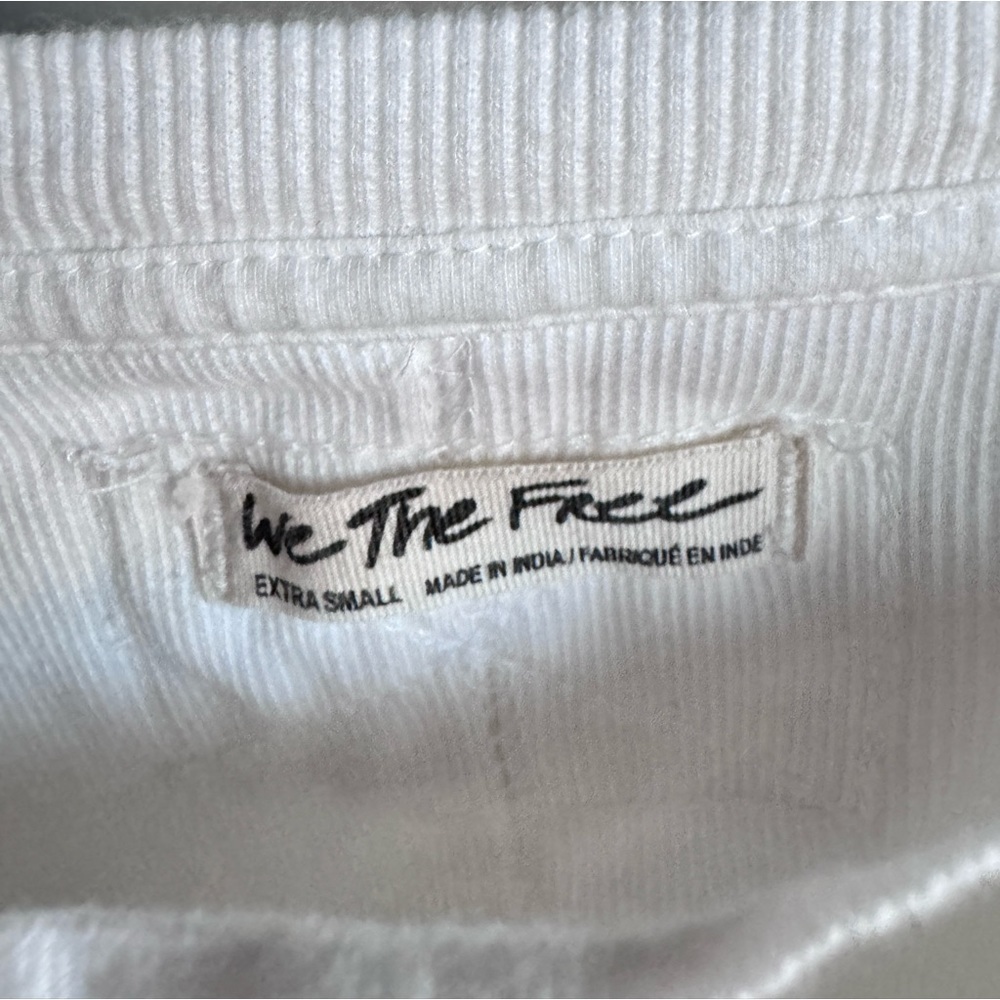 We The Free
EXTRA SMALL MADE IN INDIA / FABRIQUÉ EN INDE